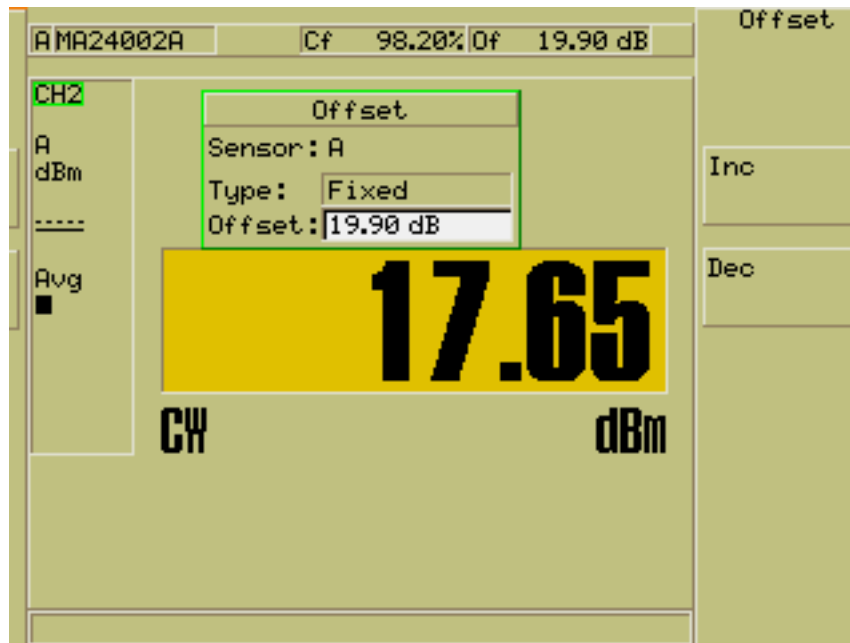 A MA24002A Cf 98.20% Of 19.90 dB
Offset
CH2
A
dBm
-----
Avg
Offset
Sensor: A
Type: Fixed
Offset: 19.90 dB
17.65
CW dBm
Inc
Dec